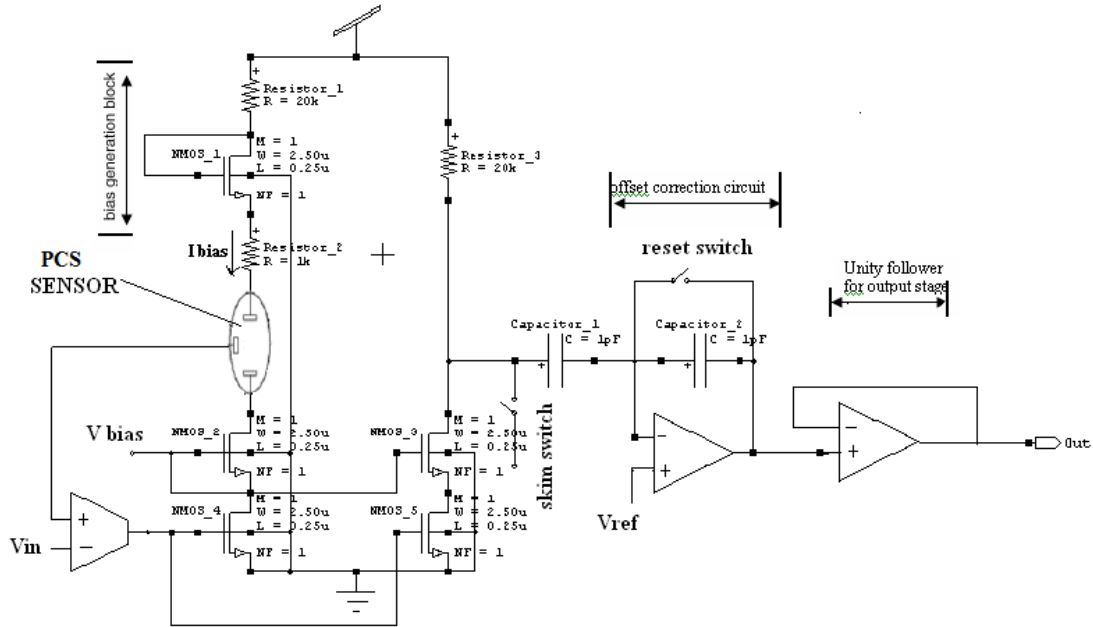 bias generation block
Resistor_1
R = 20k
NMOS_1
M = 1
W = 2.50u
L = 0.25u
NF = 1
Resistor_3
R = 20k
I bias
Resistor_2
R = 1k
PCS
SENSOR
offset correction circuit
reset switch
Unity follower
for output stage
Capacitor_1
C = 1pF
Capacitor_2
C = 1pF
V bias
NMOS_2
M = 1
W = 2.50u
L = 0.25u
NF = 1
NMOS_3
M = 1
W = 2.50u
L = 0.25u
NF = 1
skim switch
Out
Vin
NMOS_4
M = 1
W = 2.50u
L = 0.25u
NF = 1
NMOS_5
M = 1
W = 2.50u
L = 0.25u
NF = 1
Vref